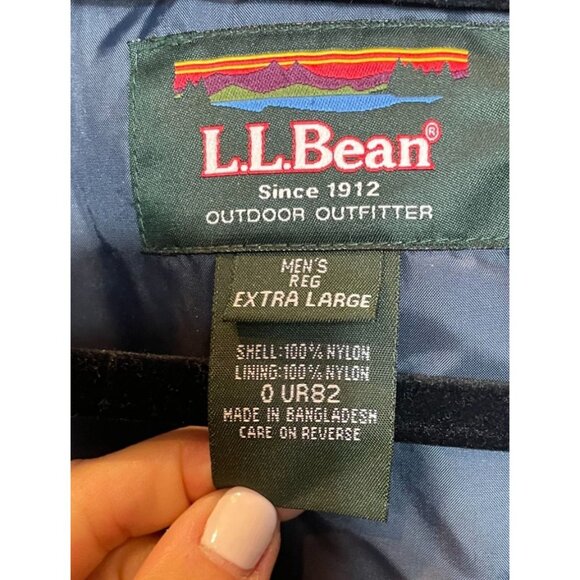 L.L.Bean®
Since 1912
OUTDOOR OUTFITTER
MEN'S
REG
EXTRA LARGE
SHELL:100% NYLON
LINING:100% NYLON
0 UR82
MADE IN BANGLADESH
CARE ON REVERSE